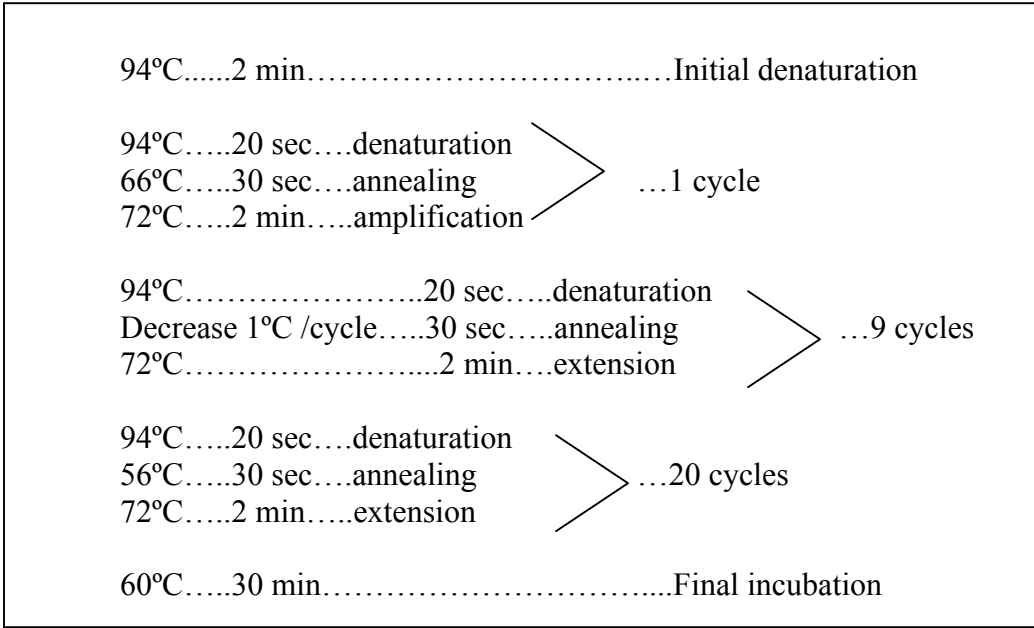 94ºC......2 min…………………………..…Initial denaturation
94ºC…..20 sec….denaturation
66ºC…..30 sec….annealing …1 cycle
72ºC…..2 min…..amplification
94ºC…………………..20 sec…..denaturation
Decrease 1ºC /cycle…..30 sec…..annealing …9 cycles
72ºC…………………....2 min….extension
94ºC…..20 sec….denaturation
56ºC…..30 sec….annealing …20 cycles
72ºC…..2 min…..extension
60ºC…..30 min…………………………....Final incubation